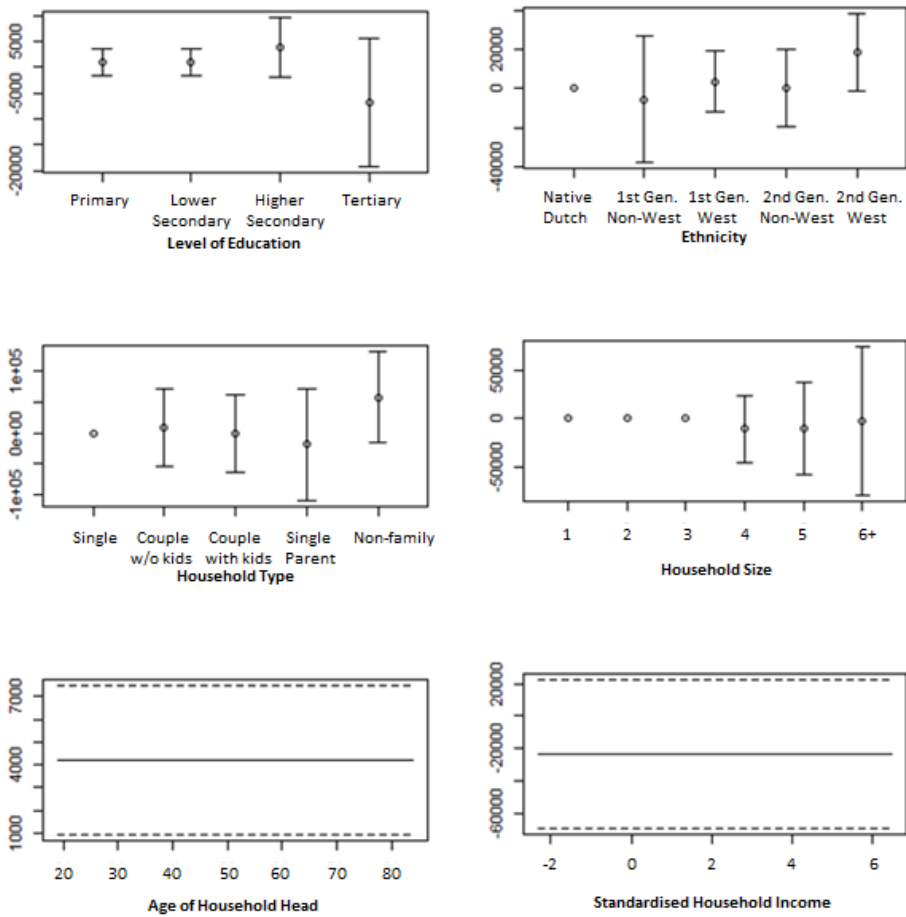 5000
-5000
-20000
Primary
Lower Secondary
Higher Secondary
Tertiary
Level of Education
20000
0
-40000
Native Dutch
1st Gen. Non-West
1st Gen. West
2nd Gen. Non-West
2nd Gen. West
Ethnicity
1e+05
0e+00
-1e+05
Single
Couple w/o kids
Couple with kids
Single Parent
Non-family
Household Type
50000
0
-50000
1 2 3 4 5 6+
Household Size
7000
4000
1000
20 30 40 50 60 70 80
Age of Household Head
20000
-20000
-60000
-2 0 2 4 6
Standardised Household Income